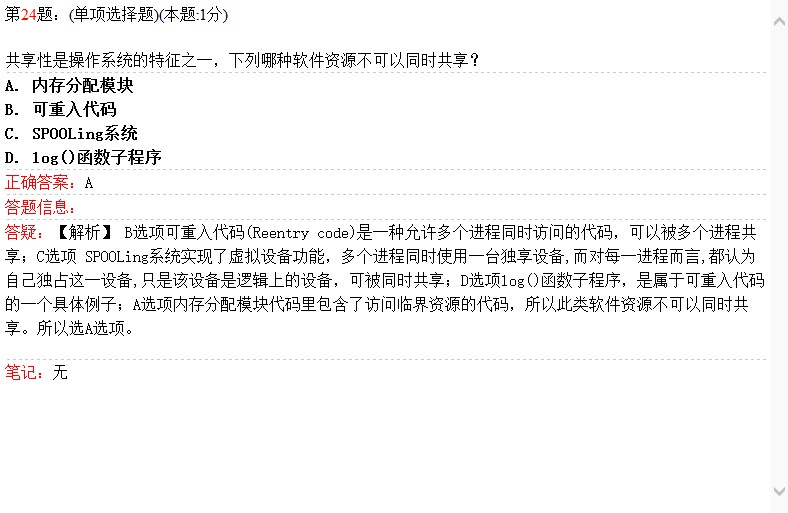 第24题：(单项选择题)(本题:1分)
共享性是操作系统的特征之一，下列哪种软件资源不可以同时共享？
A. 内存分配模块
B. 可重入代码
C. SPOOLing系统
D. log()函数子程序
正确答案：A
答题信息：
答疑：【解析】 B选项可重入代码(Reentry code)是一种允许多个进程同时访问的代码，可以被多个进程共
享；C选项 SPOOLing系统实现了虚拟设备功能，多个进程同时使用一台独享设备,而对每一进程而言,都认为
自己独占这一设备,只是该设备是逻辑上的设备，可被同时共享；D选项log()函数子程序，是属于可重入代码
的一个具体例子；A选项内存分配模块代码里包含了访问临界资源的代码，所以此类软件资源不可以同时共
享。所以选A选项。
笔记：无